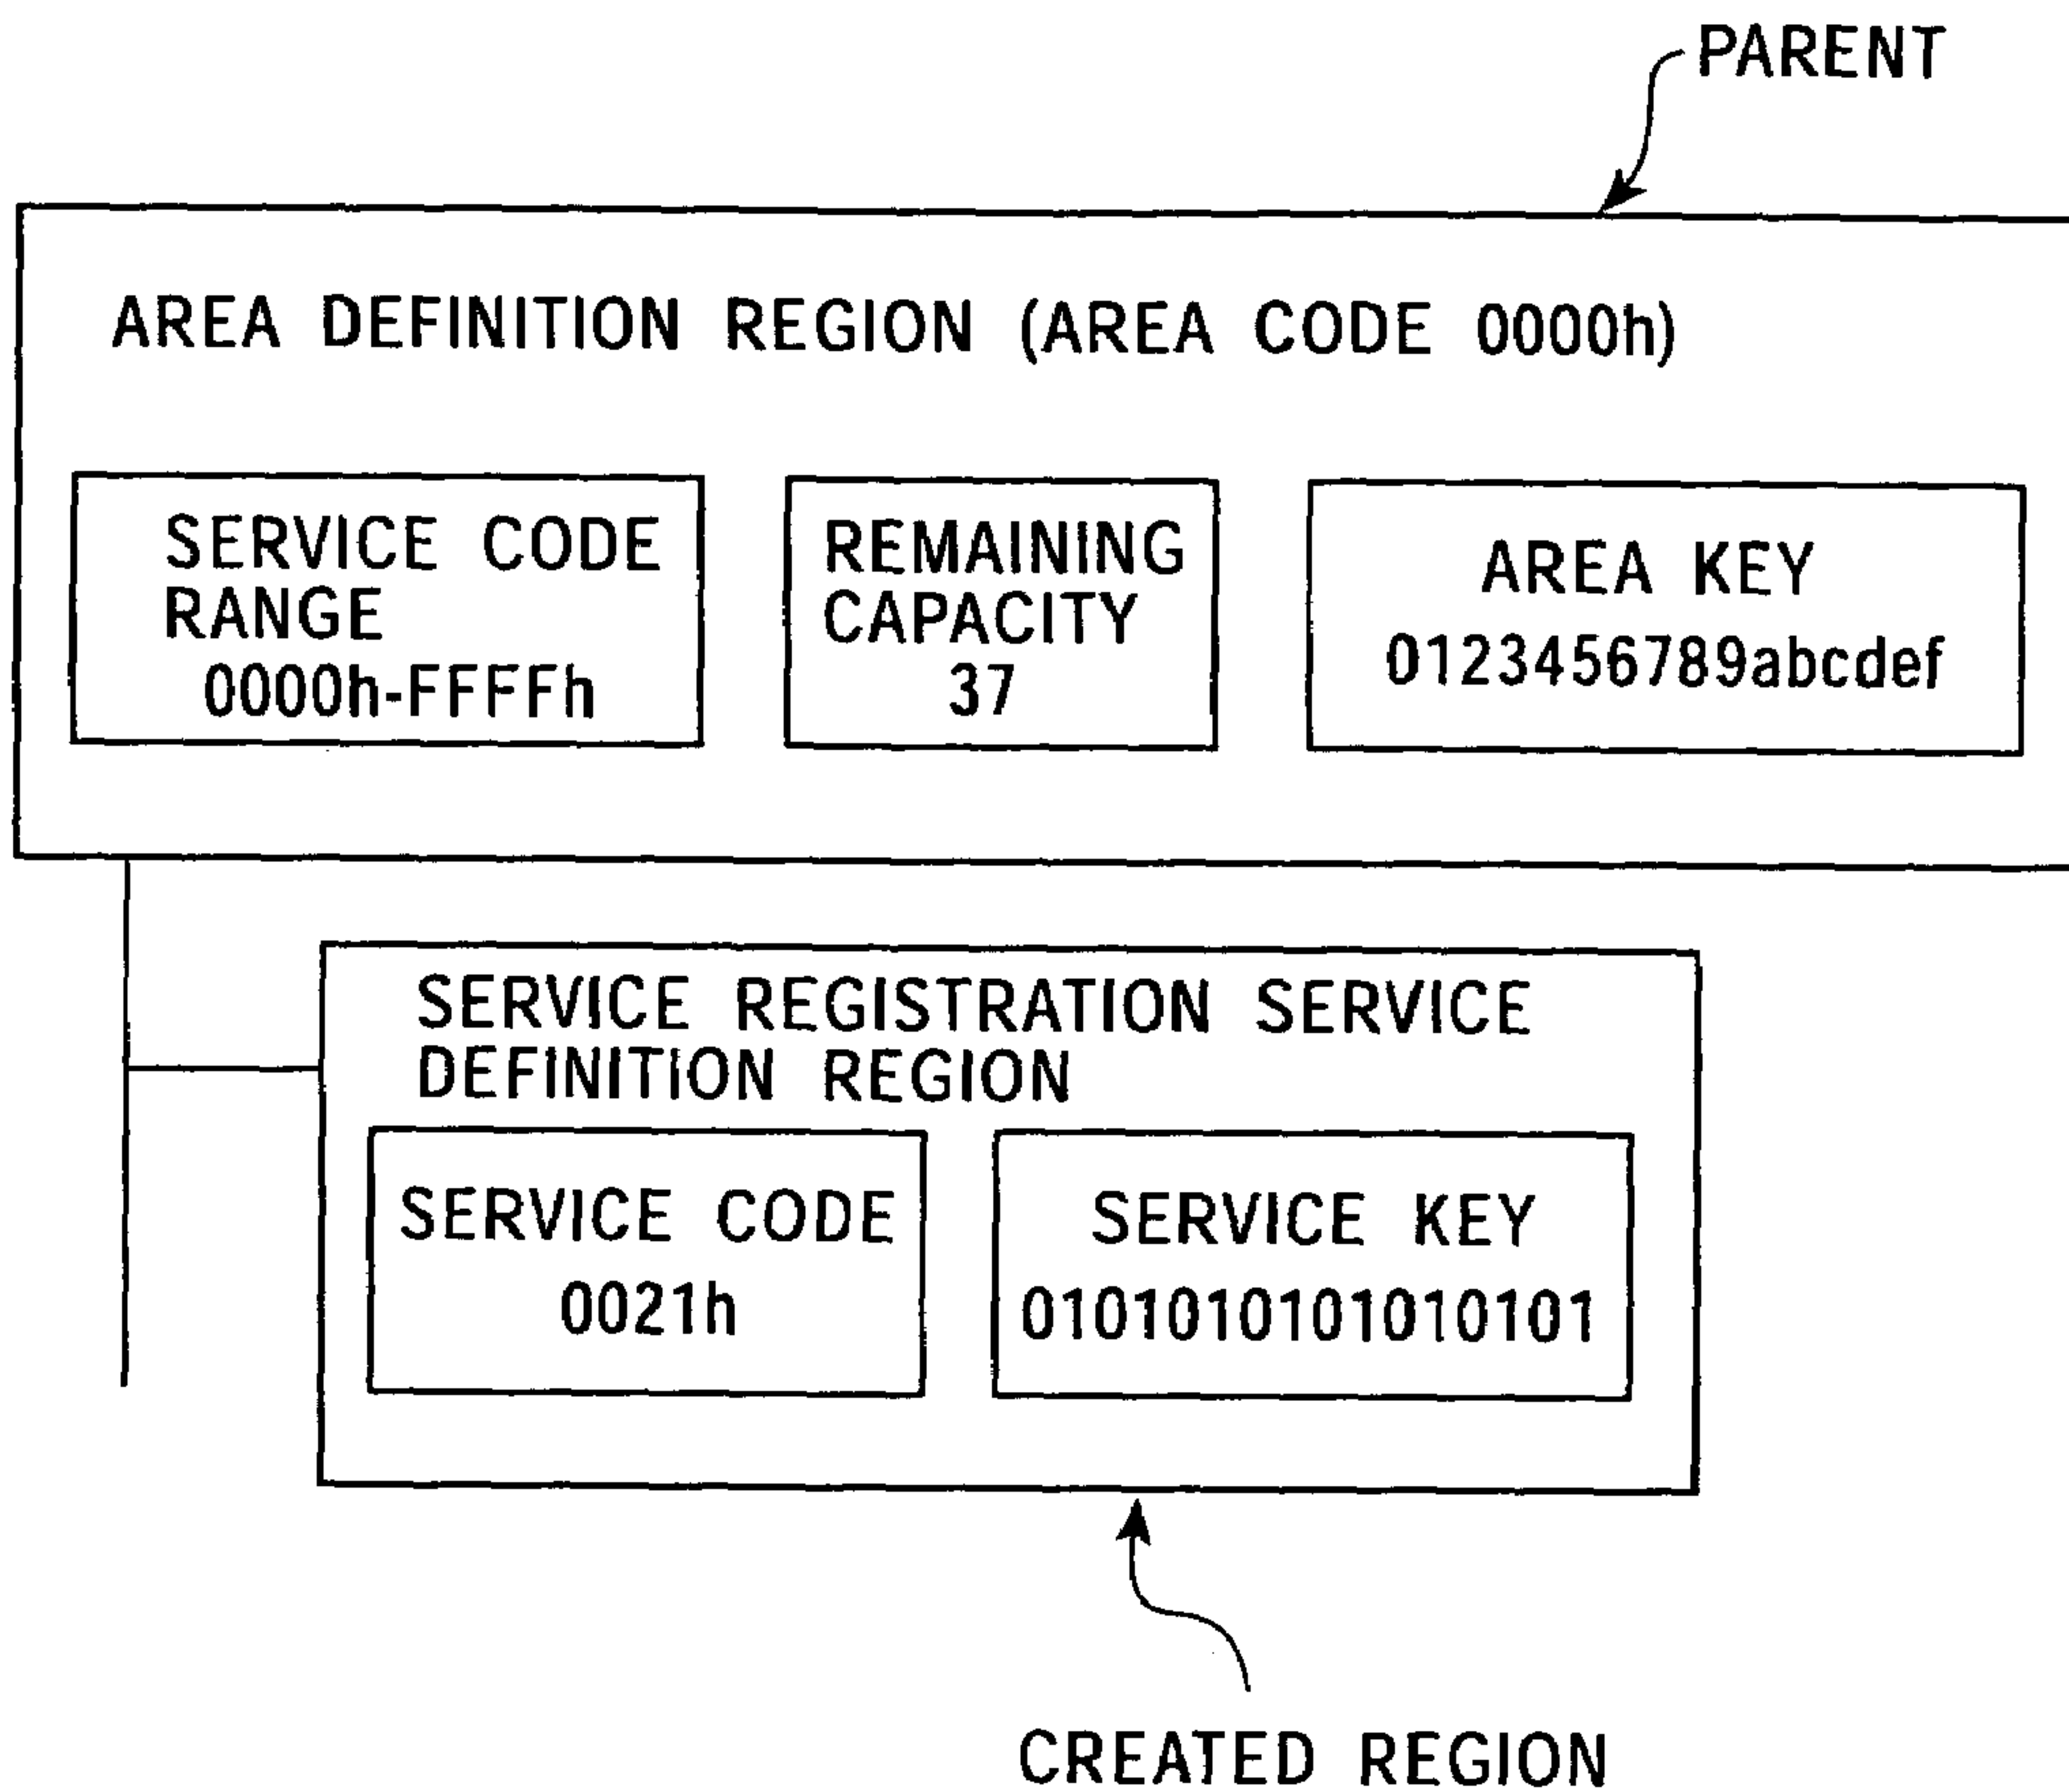 PARENT
AREA DEFINITION REGION (AREA CODE 0000h)
SERVICE CODE
RANGE
0000h-FFFFh
REMAINING
CAPACITY
37
AREA KEY
0123456789abcdef
SERVICE REGISTRATION SERVICE
DEFINITION REGION
SERVICE CODE
0021h
SERVICE KEY
0101010101010101
CREATED REGION